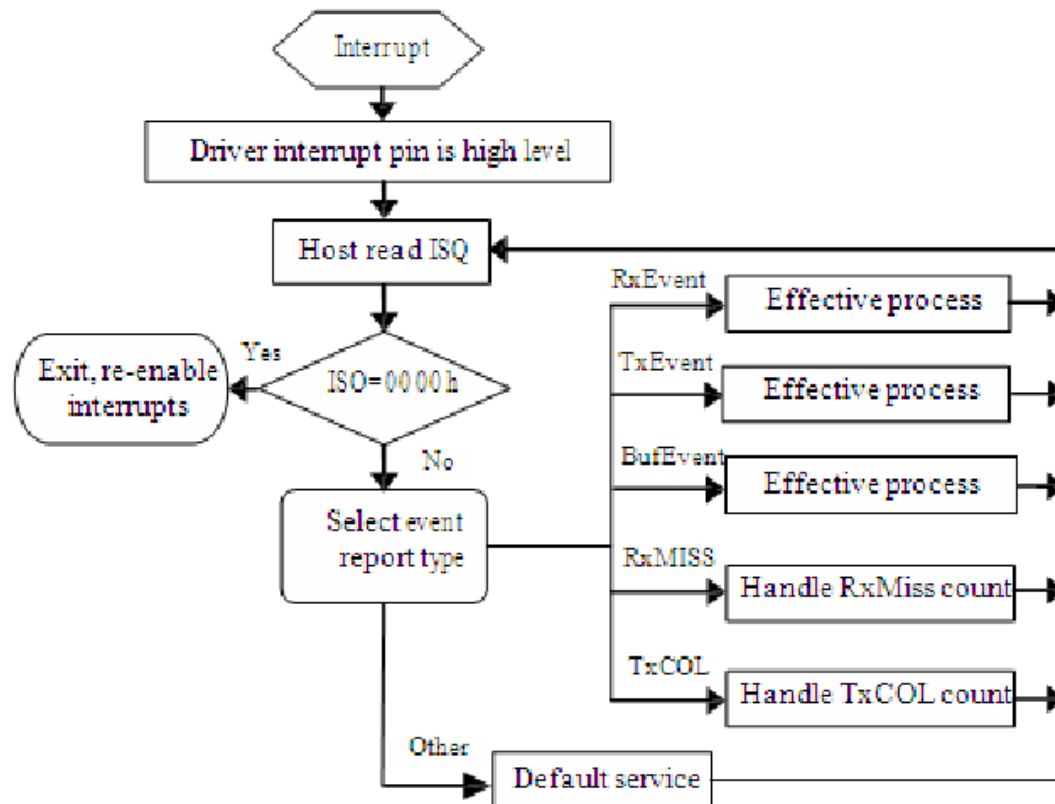 Interrupt
Driver interrupt pin is high level
Host read ISQ
RxEvent
Effective process
Yes
Exit, re-enable
interrupts
ISO=0000h
TxEvent
Effective process
No
BufEvent
Effective process
Select event
report type
RxMISS
Handle RxMiss count
TxCOL
Handle TxCOL count
Other
Default service